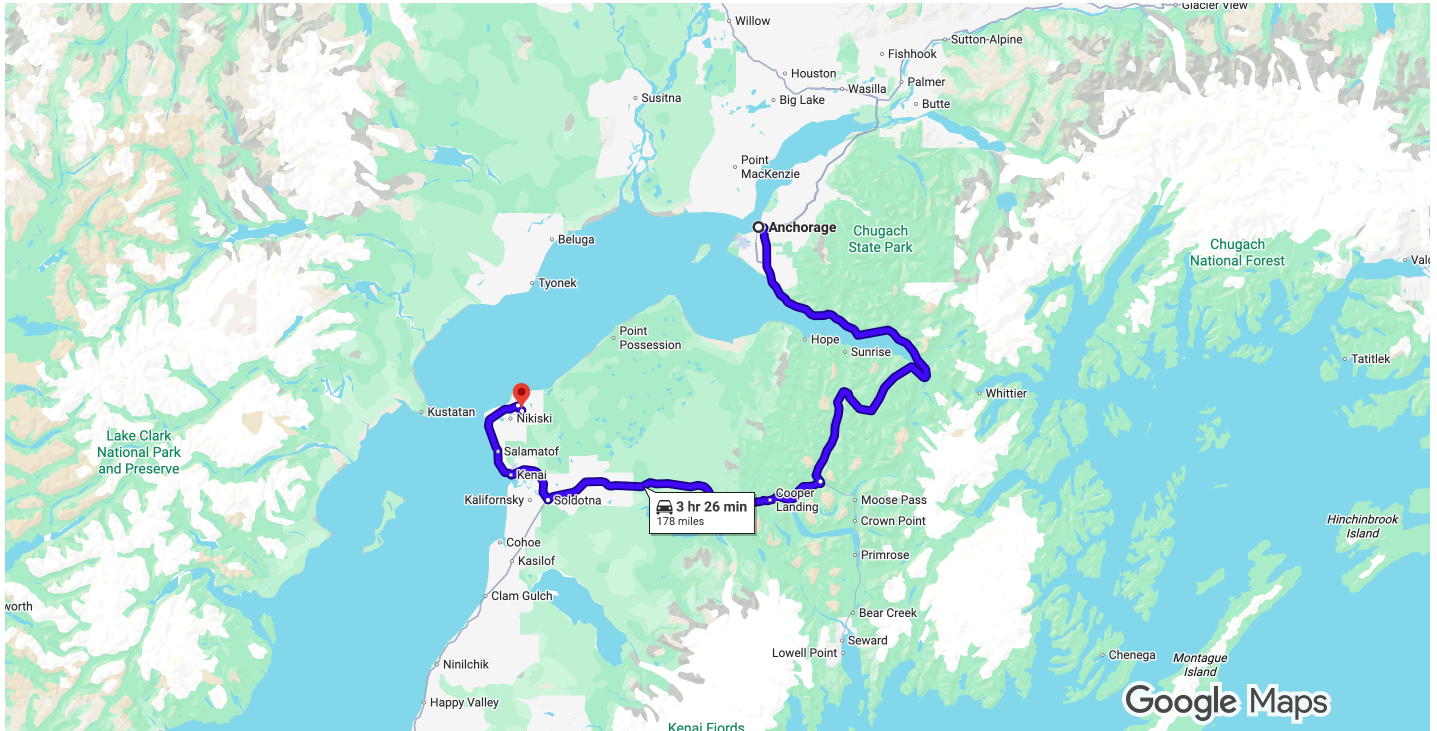 Glacier View
Willow
Sutton-Alpine
Fishhook
Houston
Palmer
Wasilla
Susitna
Big Lake
Butte
Point
MacKenzie
Anchorage
Chugach
State Park
Beluga
Chugach
National Forest
Tyonek
Point
Possession
Hope
Sunrise
Tatitlek
Whittier
Kustatan
Nikiski
Lake Clark
National Park
and Preserve
Salamatof
Kenai
Kalifornsky
Soldotna
Cooper
Landing
Moose Pass
3 hr 26 min
178 miles
Crown Point
Hinchinbrook
Island
Cohoe
Primrose
Kasilof
Clam Gulch
worth
Bear Creek
Seward
Lowell Point
Chenega
Montague
Island
Ninilchik
Happy Valley
Google Maps